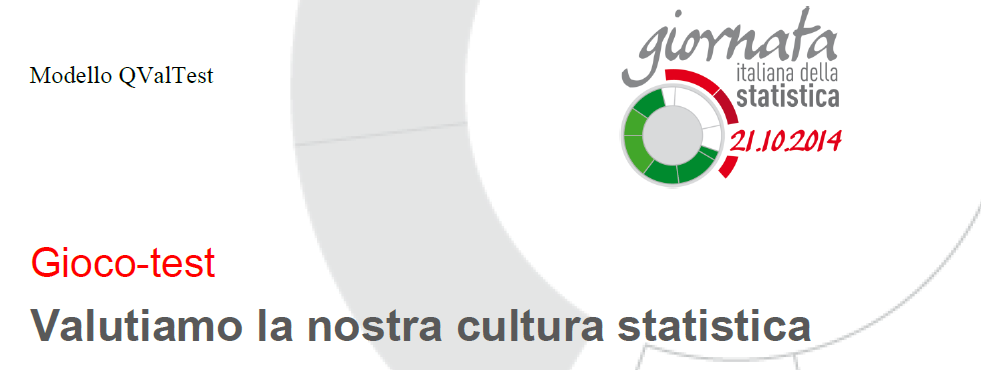 Modello QValTest
giornata
italiana della
statistica
21.10.2014
Gioco-test
Valutiamo la nostra cultura statistica